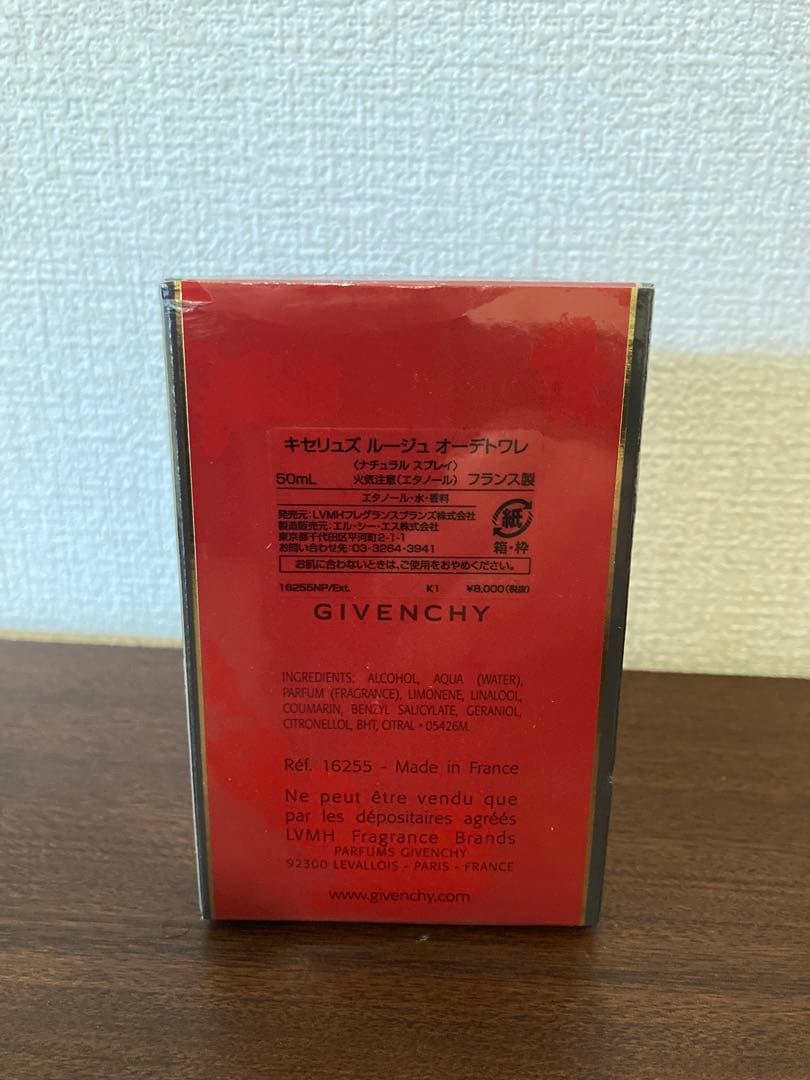 キセリュズ ルージュ オーデトワレ
〈ナチュラル スプレイ〉
50mL 火気注意(エタノール) フランス製
エタノール・水・香料
発売元:LVMHフレグランスブランズ株式会社
製造販売元:エル・シー・エス株式会社
東京都千代田区平河町2-1-1
お問い合わせ先:03-3264-3941
紙
箱・枠
お肌に合わないときは、ご使用をおやめください。
16255NP/Ext. K1 ¥8,000(税抜)
GIVENCHY
INGREDIENTS: ALCOHOL, AQUA (WATER),
PARFUM (FRAGRANCE), LIMONENE, LINALOOL,
COUMARIN, BENZYL SALICYLATE, GERANIOL,
CITRONELLOL, BHT, CITRAL • 05426M.
Réf. 16255 - Made in France
Ne peut être vendu que
par les dépositaires agréés
LVMH Fragrance Brands
PARFUMS GIVENCHY
92300 LEVALLOIS - PARIS - FRANCE
www.givenchy.com